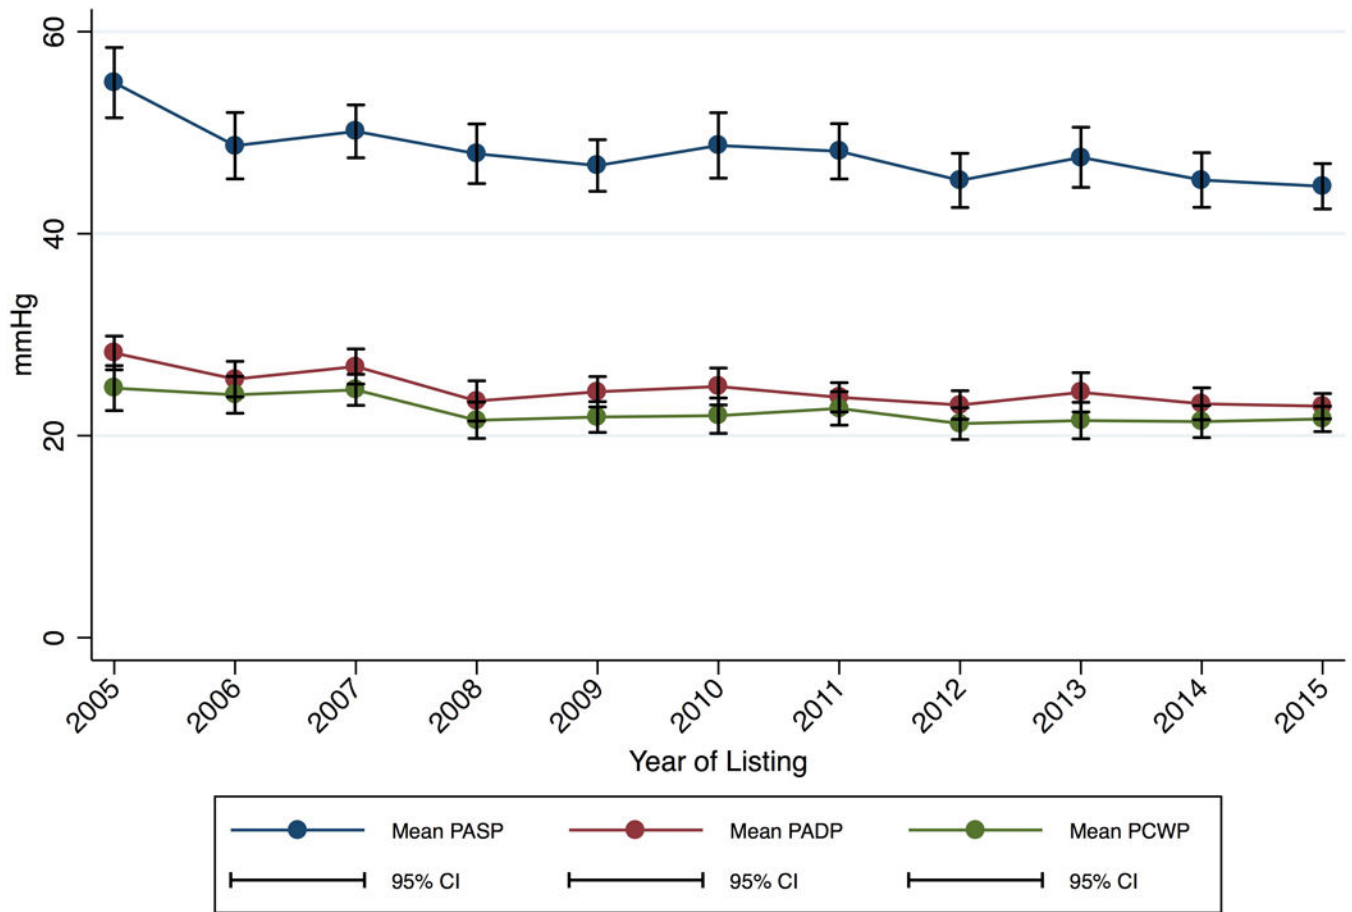 60
40
20
0
mmHg
2005 2006 2007 2008 2009 2010 2011 2012 2013 2014 2015
Year of Listing
Mean PASP Mean PADP Mean PCWP
95% CI 95% CI 95% CI